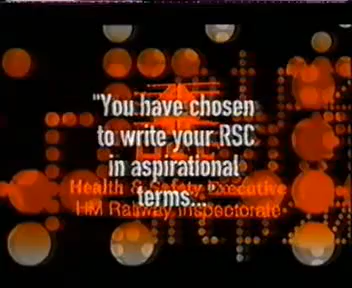 "You have chosen
to write your RSC
in aspirational
terms...
Health & Safety Executive
HM Railway Inspectorate